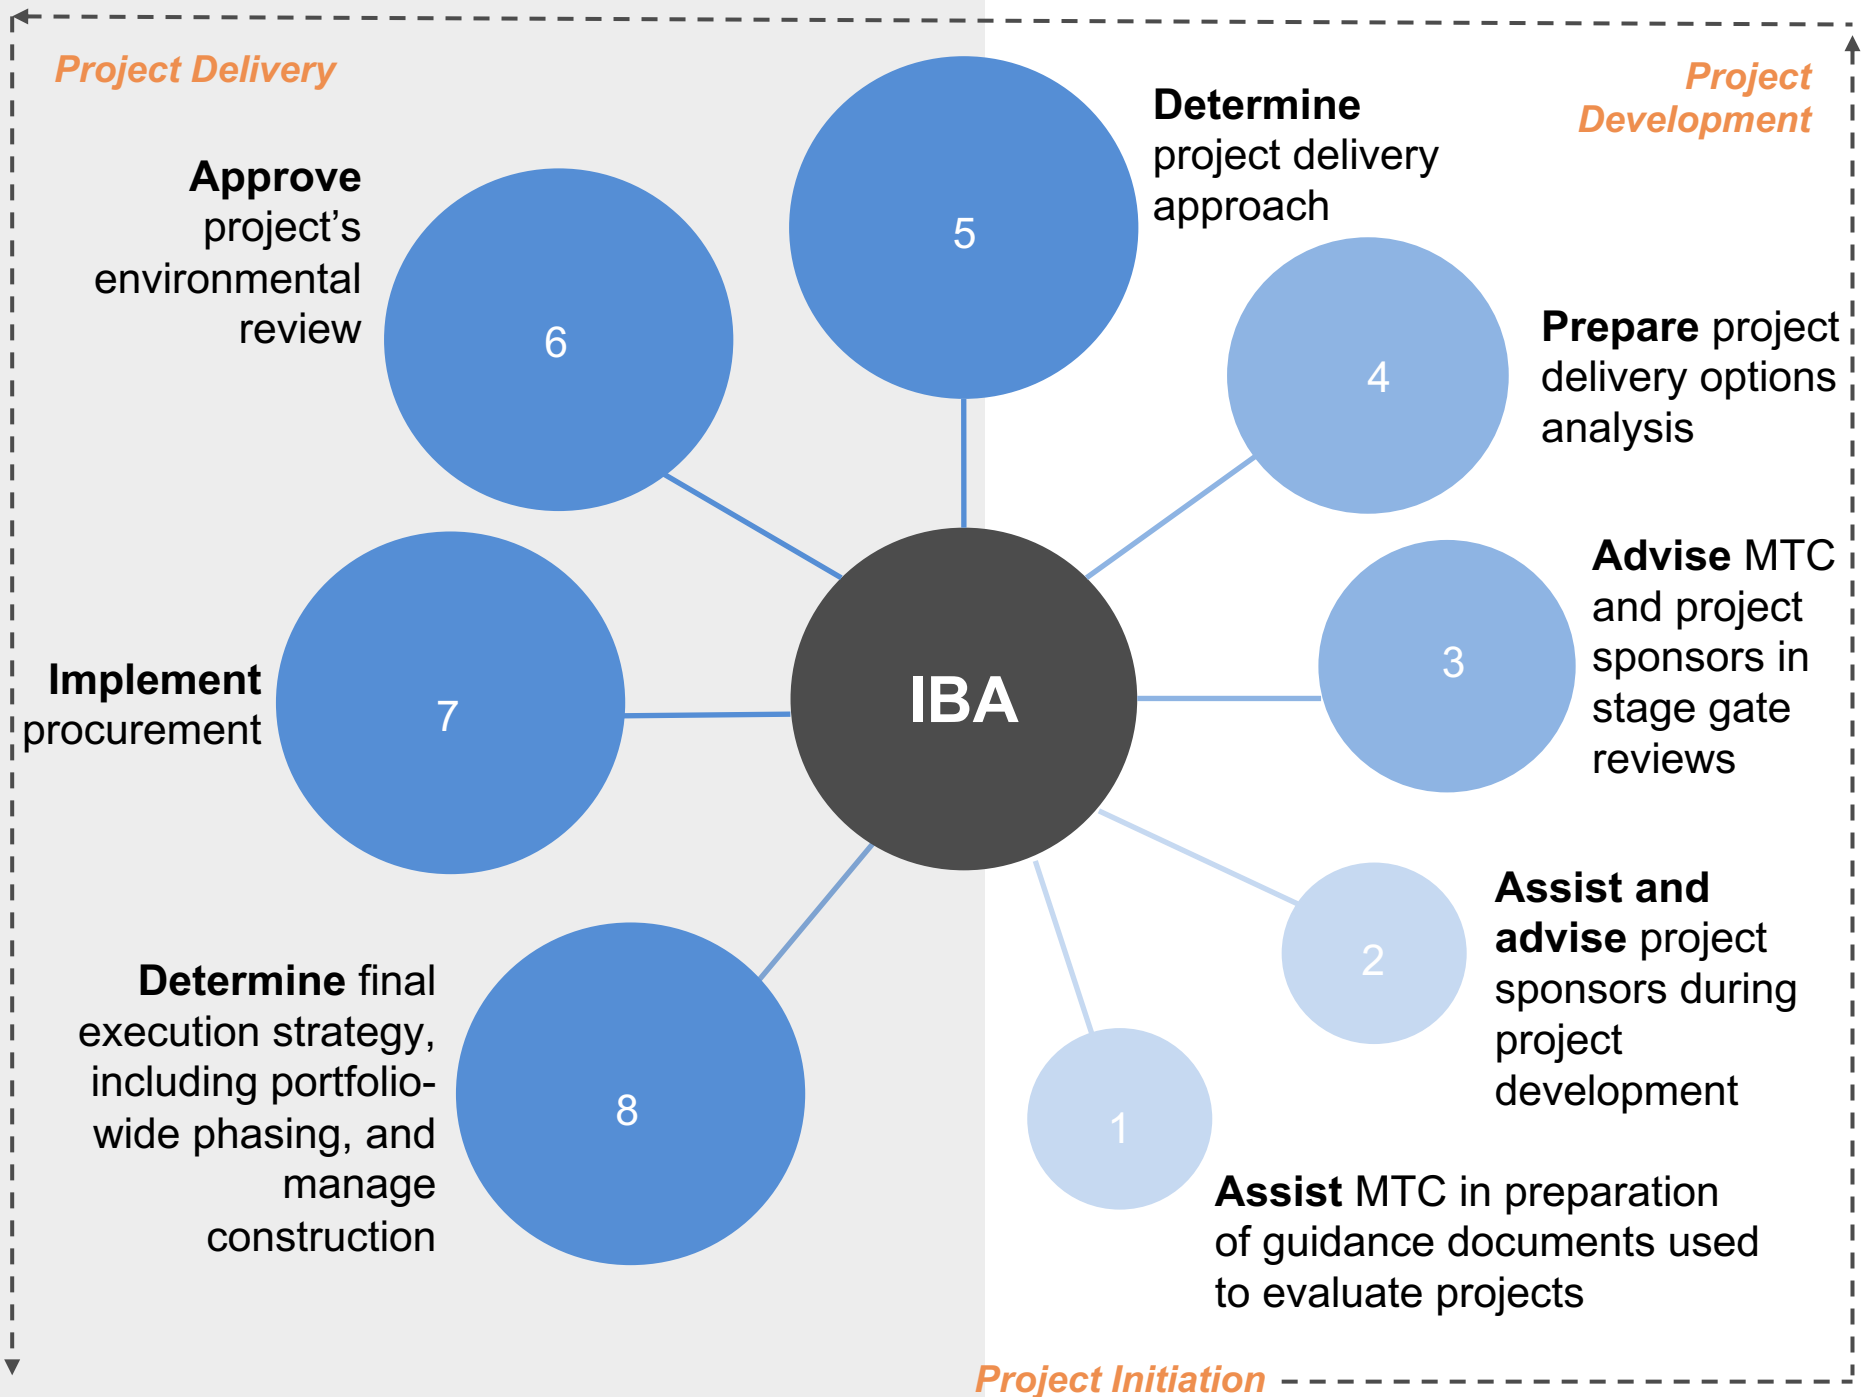 Project Delivery
Project
Development
Determine
project delivery
approach
5
Approve
project's
environmental
review
6
4
Prepare project
delivery options
analysis
Advise MTC
and project
sponsors in
stage gate
reviews
3
IBA
Implement
procurement
7
Assist and
advise project
sponsors during
project
development
2
Determine final
execution strategy,
including portfolio-
wide phasing, and
manage
construction
8
1
Assist MTC in preparation
of guidance documents used
to evaluate projects
Project Initiation